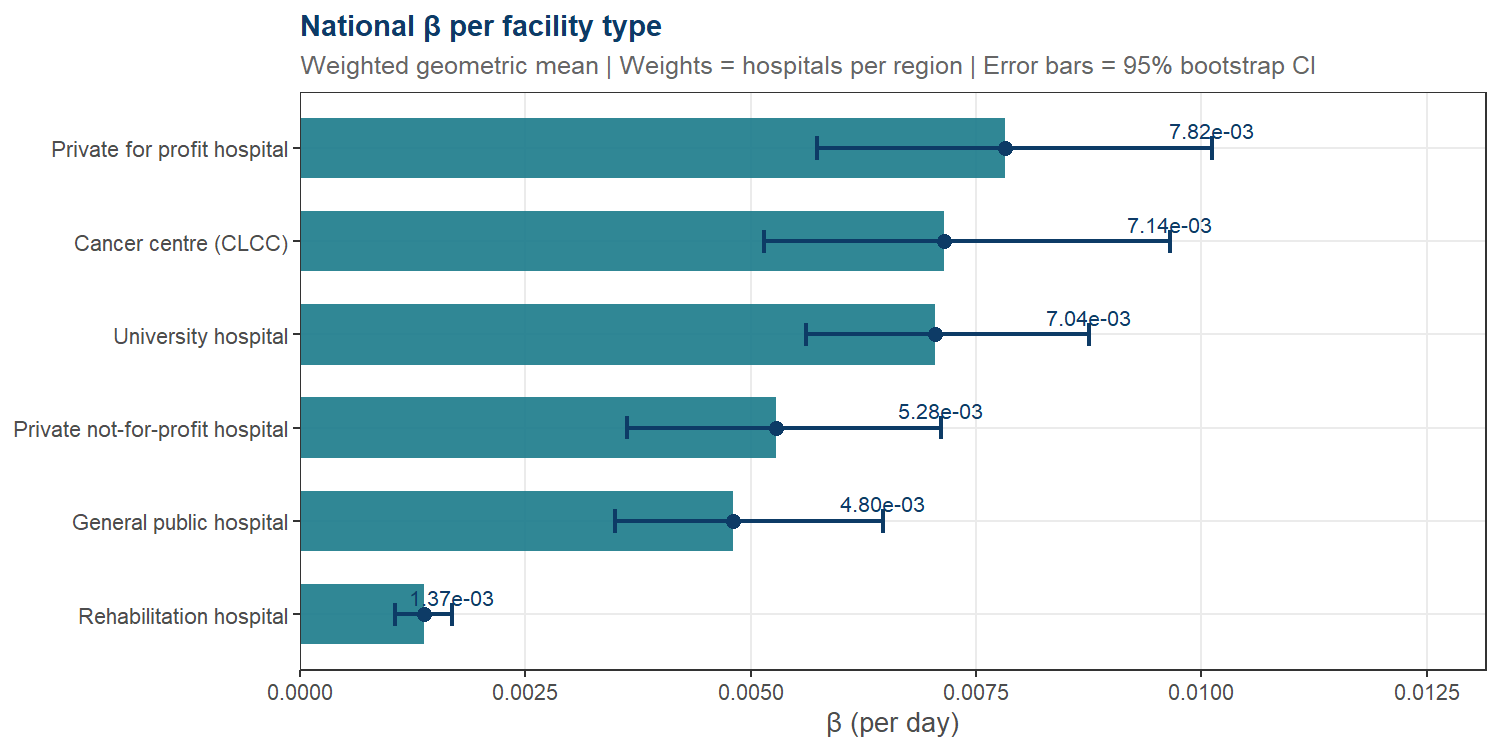 National β per facility type
Weighted geometric mean | Weights = hospitals per region | Error bars = 95% bootstrap CI
Private for profit hospital
7.82e-03
Cancer centre (CLCC)
7.14e-03
University hospital
7.04e-03
Private not-for-profit hospital
5.28e-03
General public hospital
4.80e-03
Rehabilitation hospital
1.37e-03
0.0000
0.0025
0.0050
0.0075
0.0100
0.0125
β (per day)